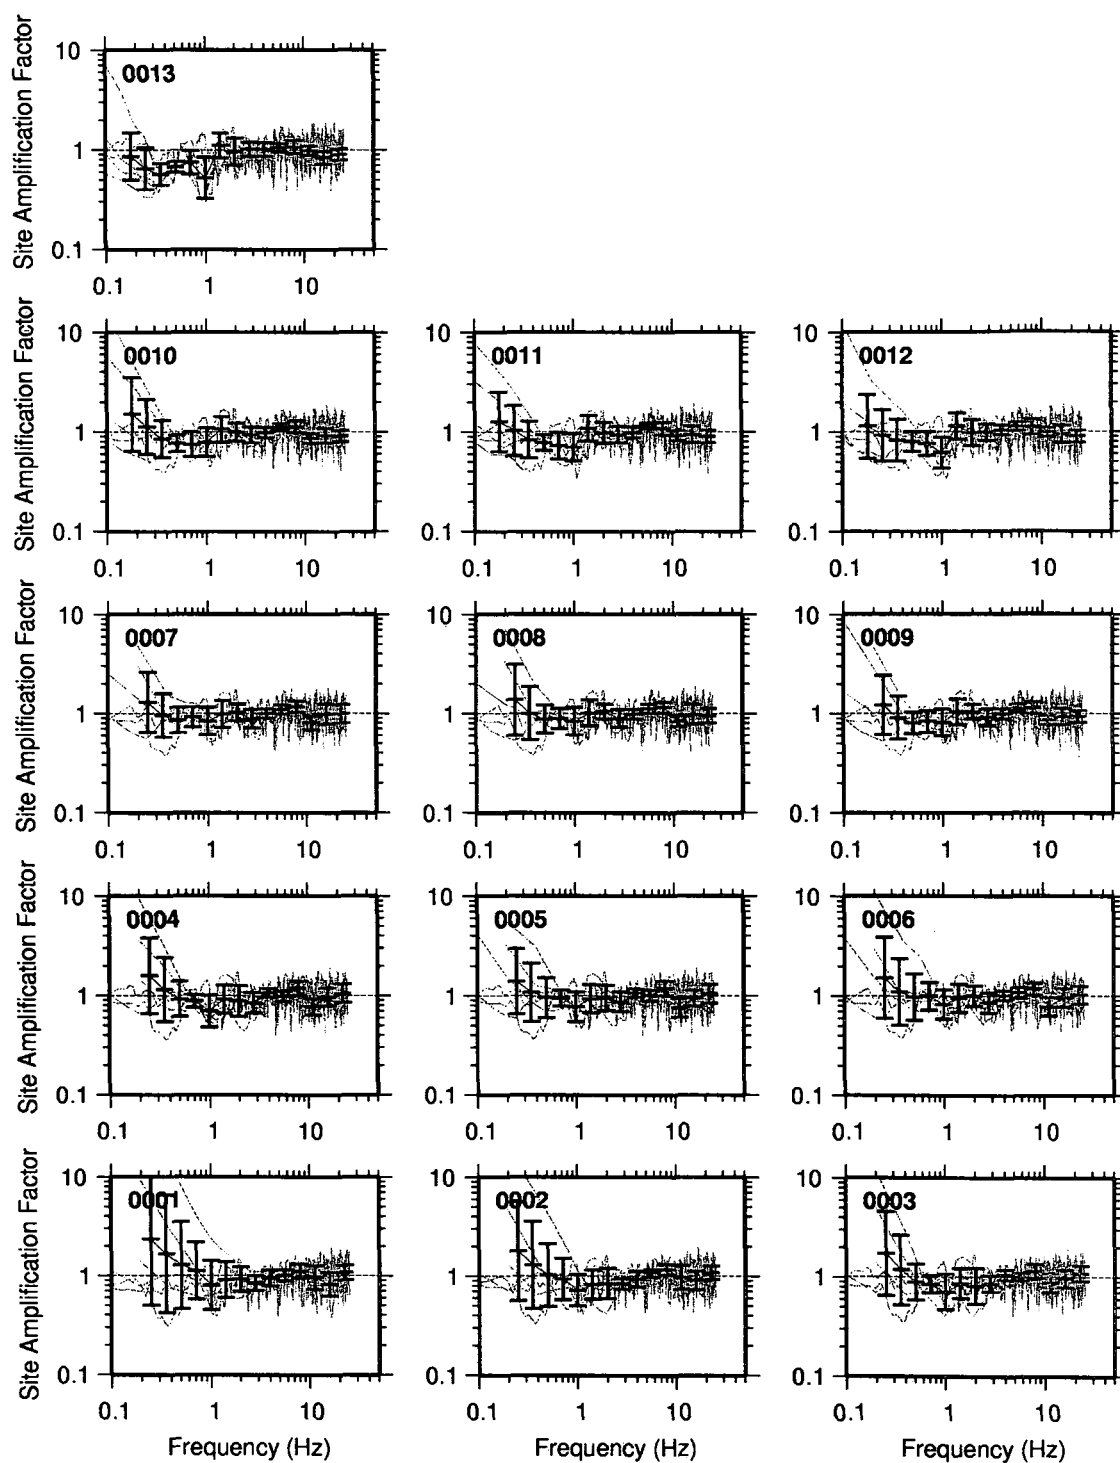 Site Amplification Factor
10
0013
1
0.1
0.1 1 10
Site Amplification Factor
10 10 10
0010 0011 0012
1 1 1
0.1 0.1 0.1
0.1 1 10 0.1 1 10 0.1 1 10
Site Amplification Factor
10 10 10
0007 0008 0009
1 1 1
0.1 0.1 0.1
0.1 1 10 0.1 1 10 0.1 1 10
Site Amplification Factor
10 10 10
0004 0005 0006
1 1 1
0.1 0.1 0.1
0.1 1 10 0.1 1 10 0.1 1 10
Site Amplification Factor
10 10 10
0001 0002 0003
1 1 1
0.1 0.1 0.1
0.1 1 10 0.1 1 10 0.1 1 10
Frequency (Hz) Frequency (Hz) Frequency (Hz)